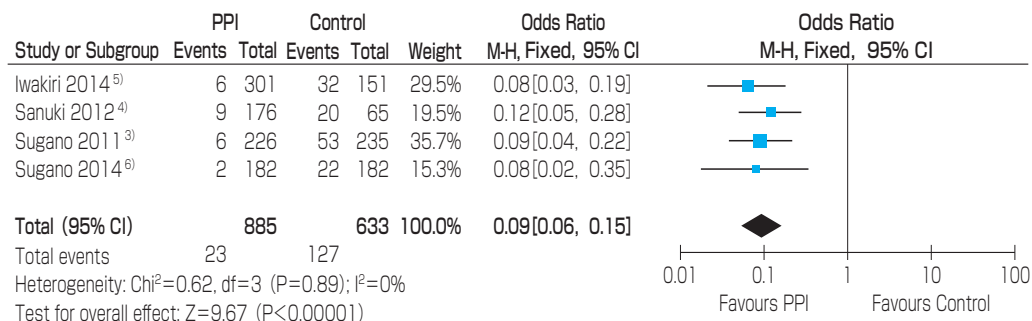 PPI Control Odds Ratio Odds Ratio
Study or Subgroup Events Total Events Total Weight M-H, Fixed, 95% CI M-H, Fixed, 95% CI
Iwakiri 2014 5) 6 301 32 151 29.5% 0.08[0.03, 0.19]
Sanuki 2012 4) 9 176 20 65 19.5% 0.12[0.05, 0.28]
Sugano 2011 3) 6 226 53 235 35.7% 0.09[0.04, 0.22]
Sugano 2014 6) 2 182 22 182 15.3% 0.08[0.02, 0.35]
Total (95% CI) 885 633 100.0% 0.09[0.06, 0.15]
Total events 23 127
Heterogeneity: Chi²=0.62, df=3 (P=0.89); I²=0%
Test for overall effect: Z=9.67 (P<0.00001)
0.01 0.1 1 10 100
Favours PPI Favours Control